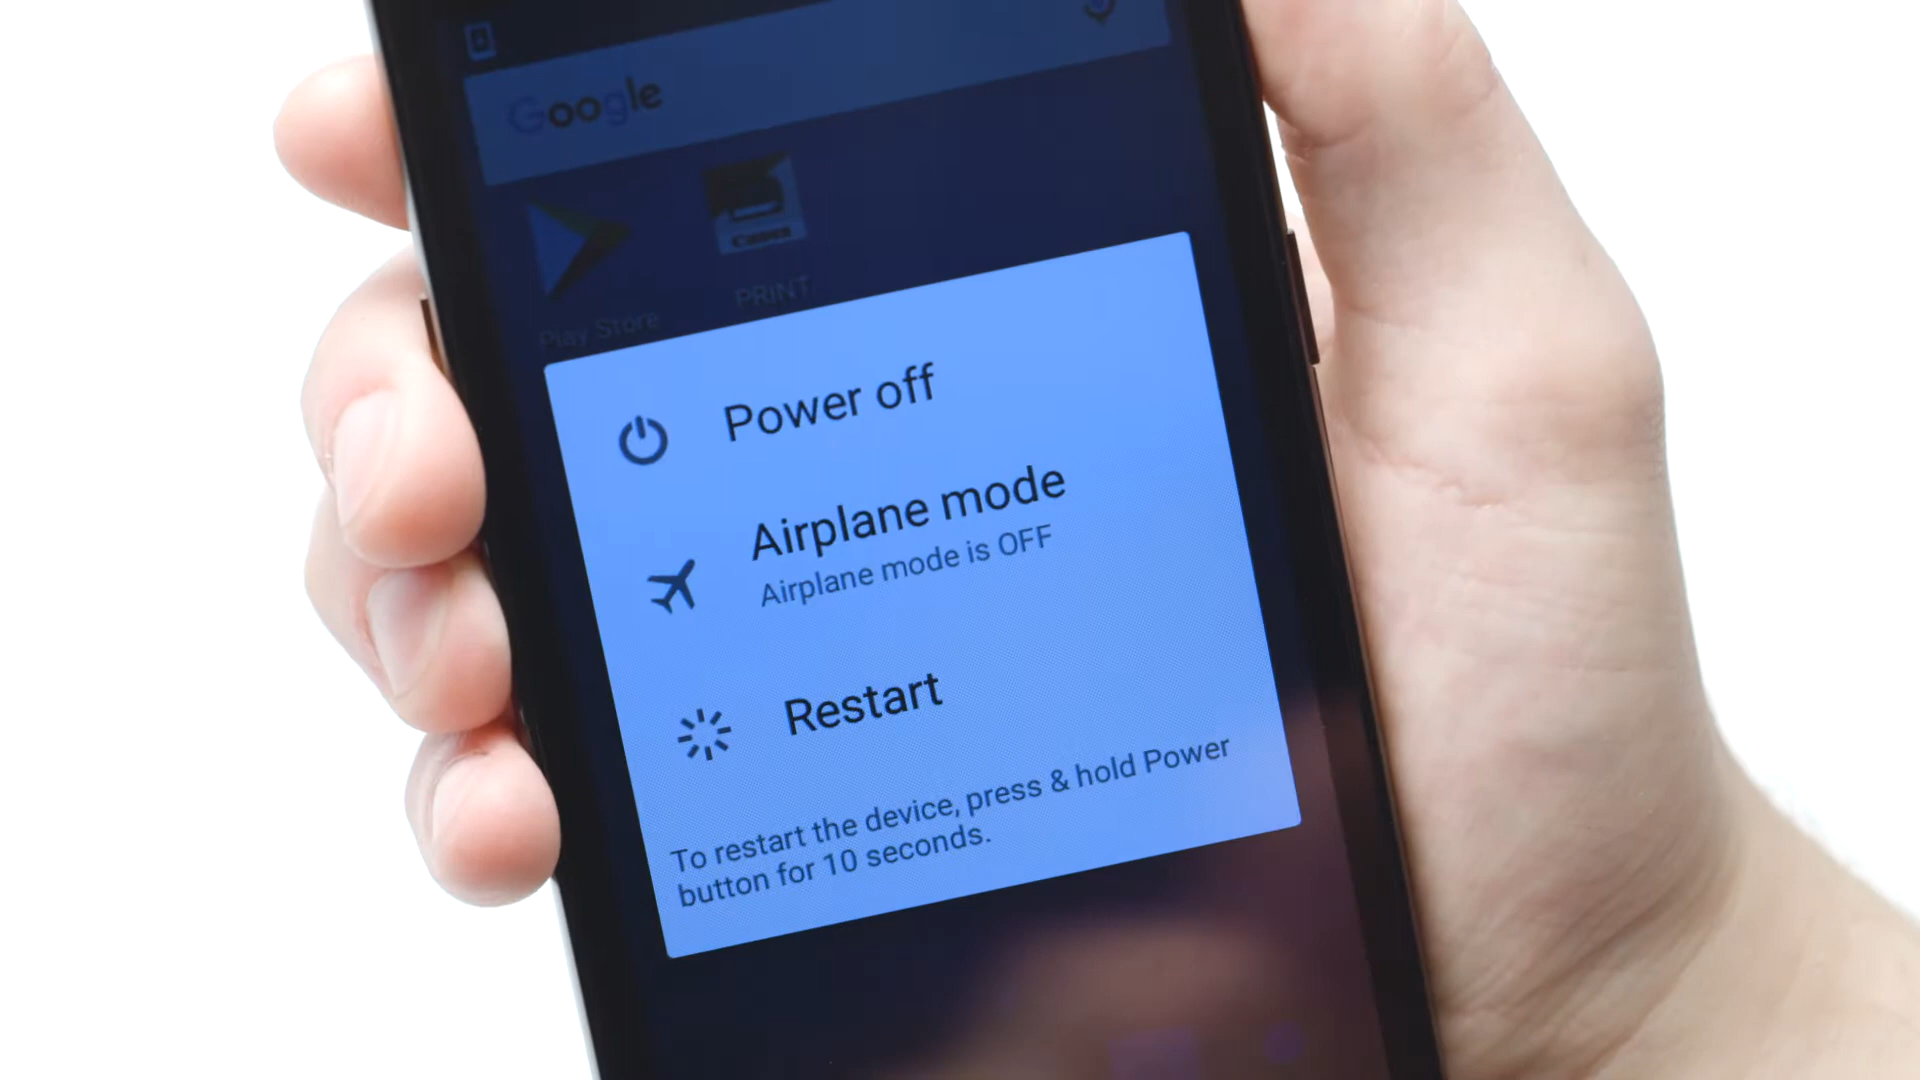 Google
Canon
PRINT
Play Store
Power off
Airplane mode
Airplane mode is OFF
Restart
To restart the device, press & hold Power
button for 10 seconds.